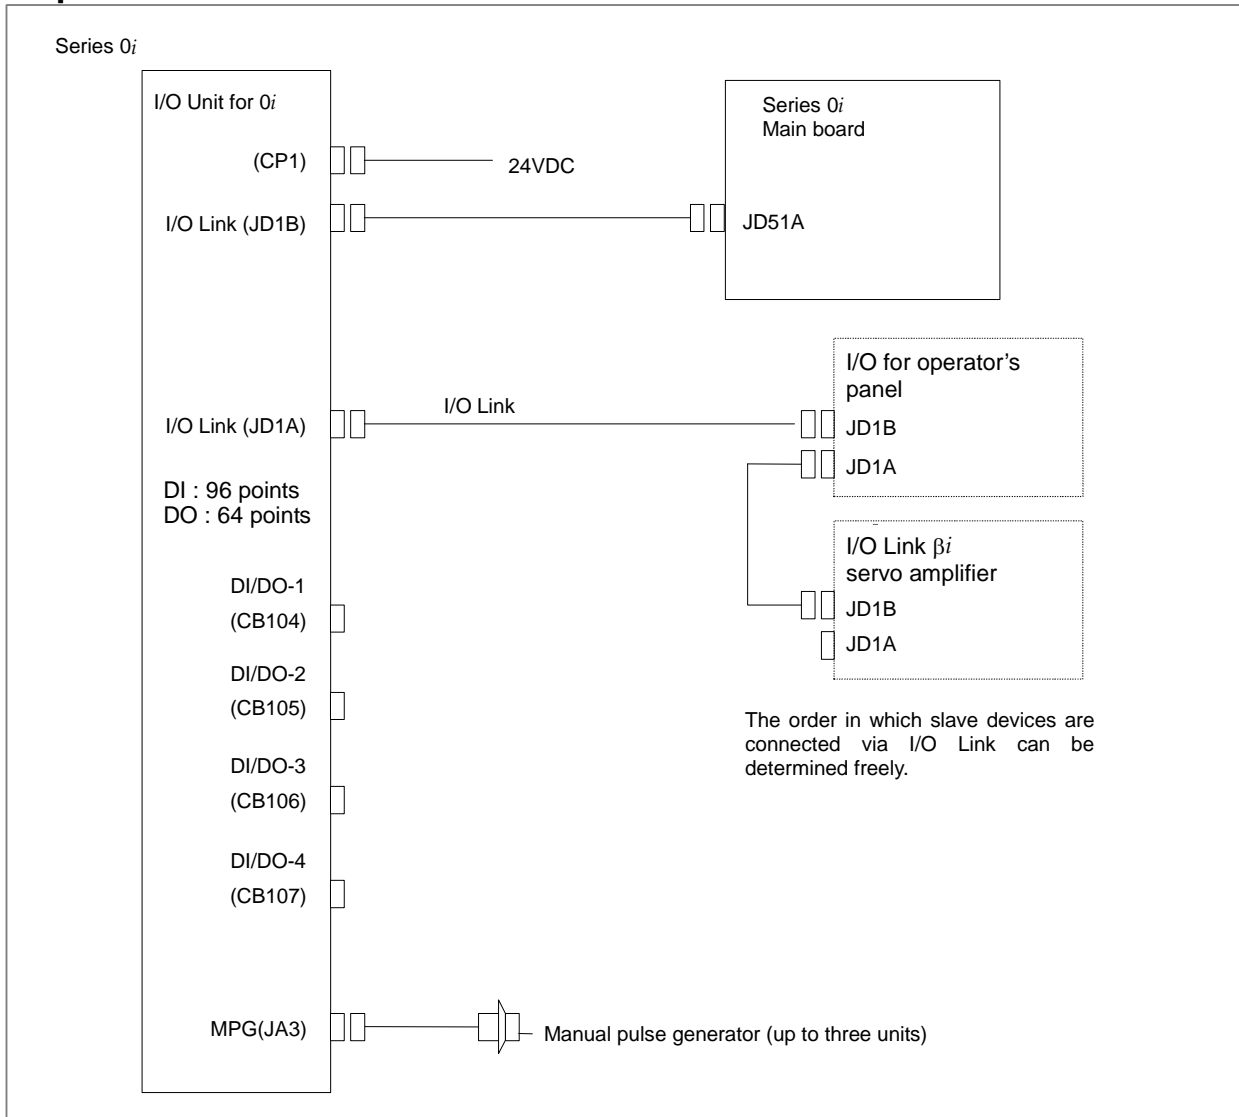 Series 0i
I/O Unit for 0i
(CP1)
24VDC
I/O Link (JD1B)
Series 0i
Main board
JD51A
I/O Link (JD1A)
I/O Link
I/O for operator's
panel
JD1B
JD1A
DI : 96 points
DO : 64 points
I/O Link βi
servo amplifier
JD1B
JD1A
DI/DO-1
(CB104)
DI/DO-2
(CB105)
DI/DO-3
(CB106)
DI/DO-4
(CB107)
The order in which slave devices are
connected via I/O Link can be
determined freely.
MPG(JA3)
Manual pulse generator (up to three units)